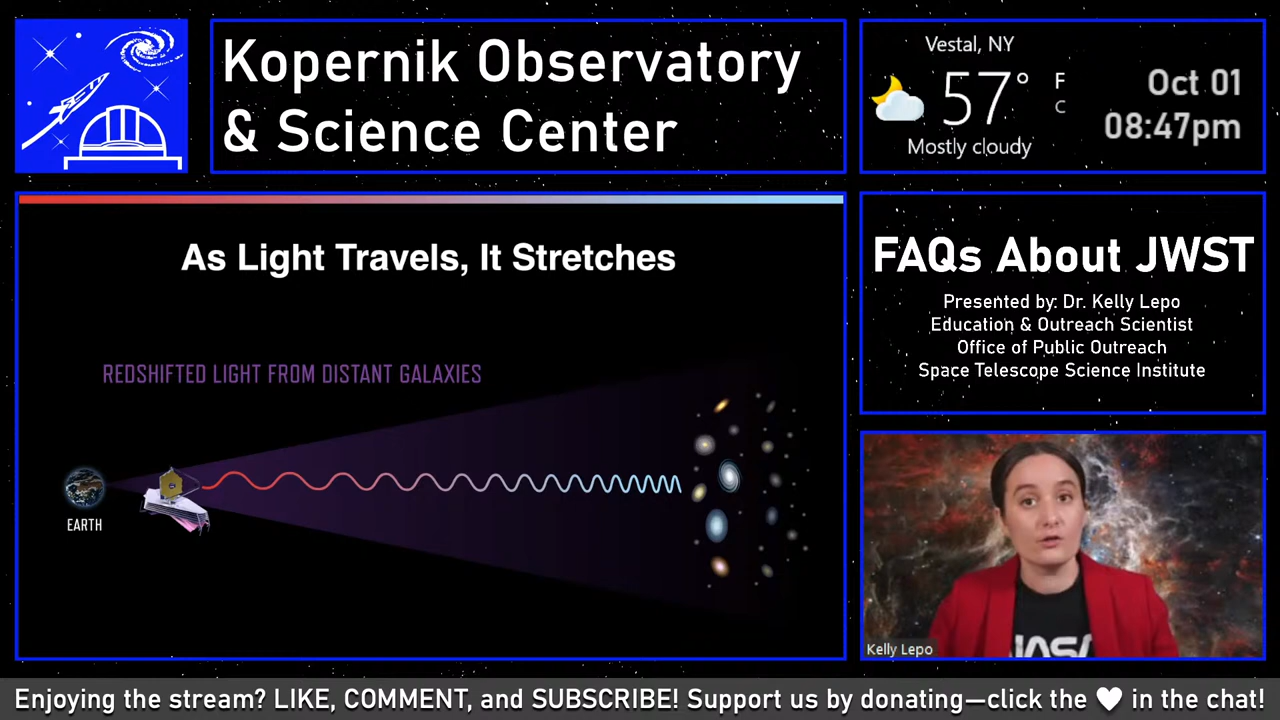 Kopernik Observatory
& Science Center
Vestal, NY
57° F
C
Mostly cloudy
Oct 01
08:47pm
As Light Travels, It Stretches
REDSHIFTED LIGHT FROM DISTANT GALAXIES
EARTH
FAQs About JWST
Presented by: Dr. Kelly Lepo
Education & Outreach Scientist
Office of Public Outreach
Space Telescope Science Institute
NASA
Kelly Lepo
Enjoying the stream? LIKE, COMMENT, and SUBSCRIBE! Support us by donating—click the ♥ in the chat!